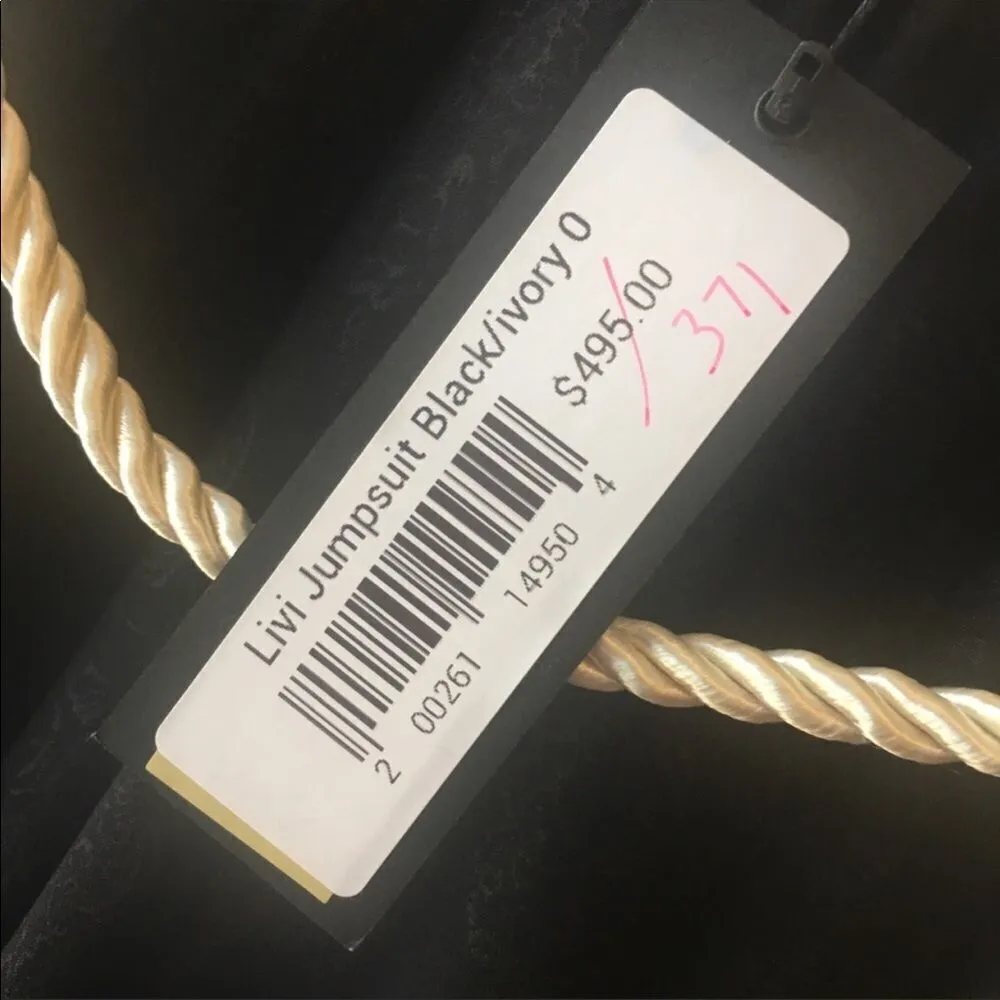 Livi Jumpsuit Black/ivory 0
$495.00
371
2 00261 14950 4